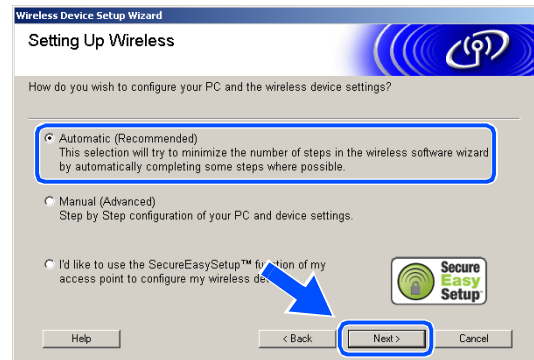 Wireless Device Setup Wizard
Setting Up Wireless
How do you wish to configure your PC and the wireless device settings?
Automatic (Recommended)
This selection will try to minimize the number of steps in the wireless software wizard
by automatically completing some steps where possible.
Manual (Advanced)
Step by Step configuration of your PC and device settings.
I'd like to use the SecureEasySetup™ function of my
access point to configure my wireless
Secure
Easy
Setup
Help
< Back
Next >
Cancel